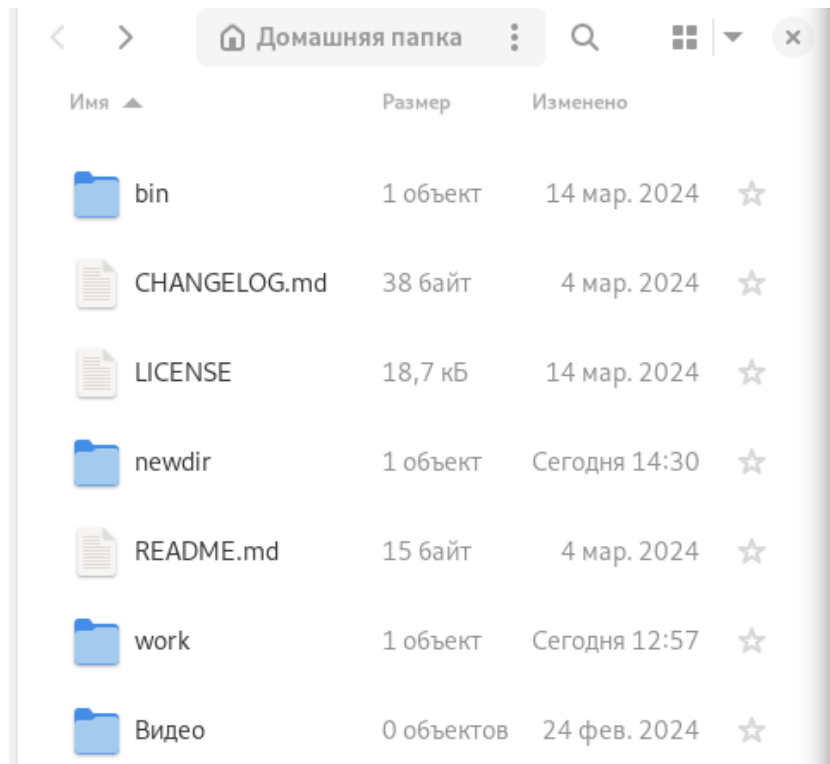 Домашняя папка
Имя Размер Изменено
bin 1 объект 14 мар. 2024
CHANGELOG.md 38 байт 4 мар. 2024
LICENSE 18,7 кБ 14 мар. 2024
newdir 1 объект Сегодня 14:30
README.md 15 байт 4 мар. 2024
work 1 объект Сегодня 12:57
Видео 0 объектов 24 фев. 2024